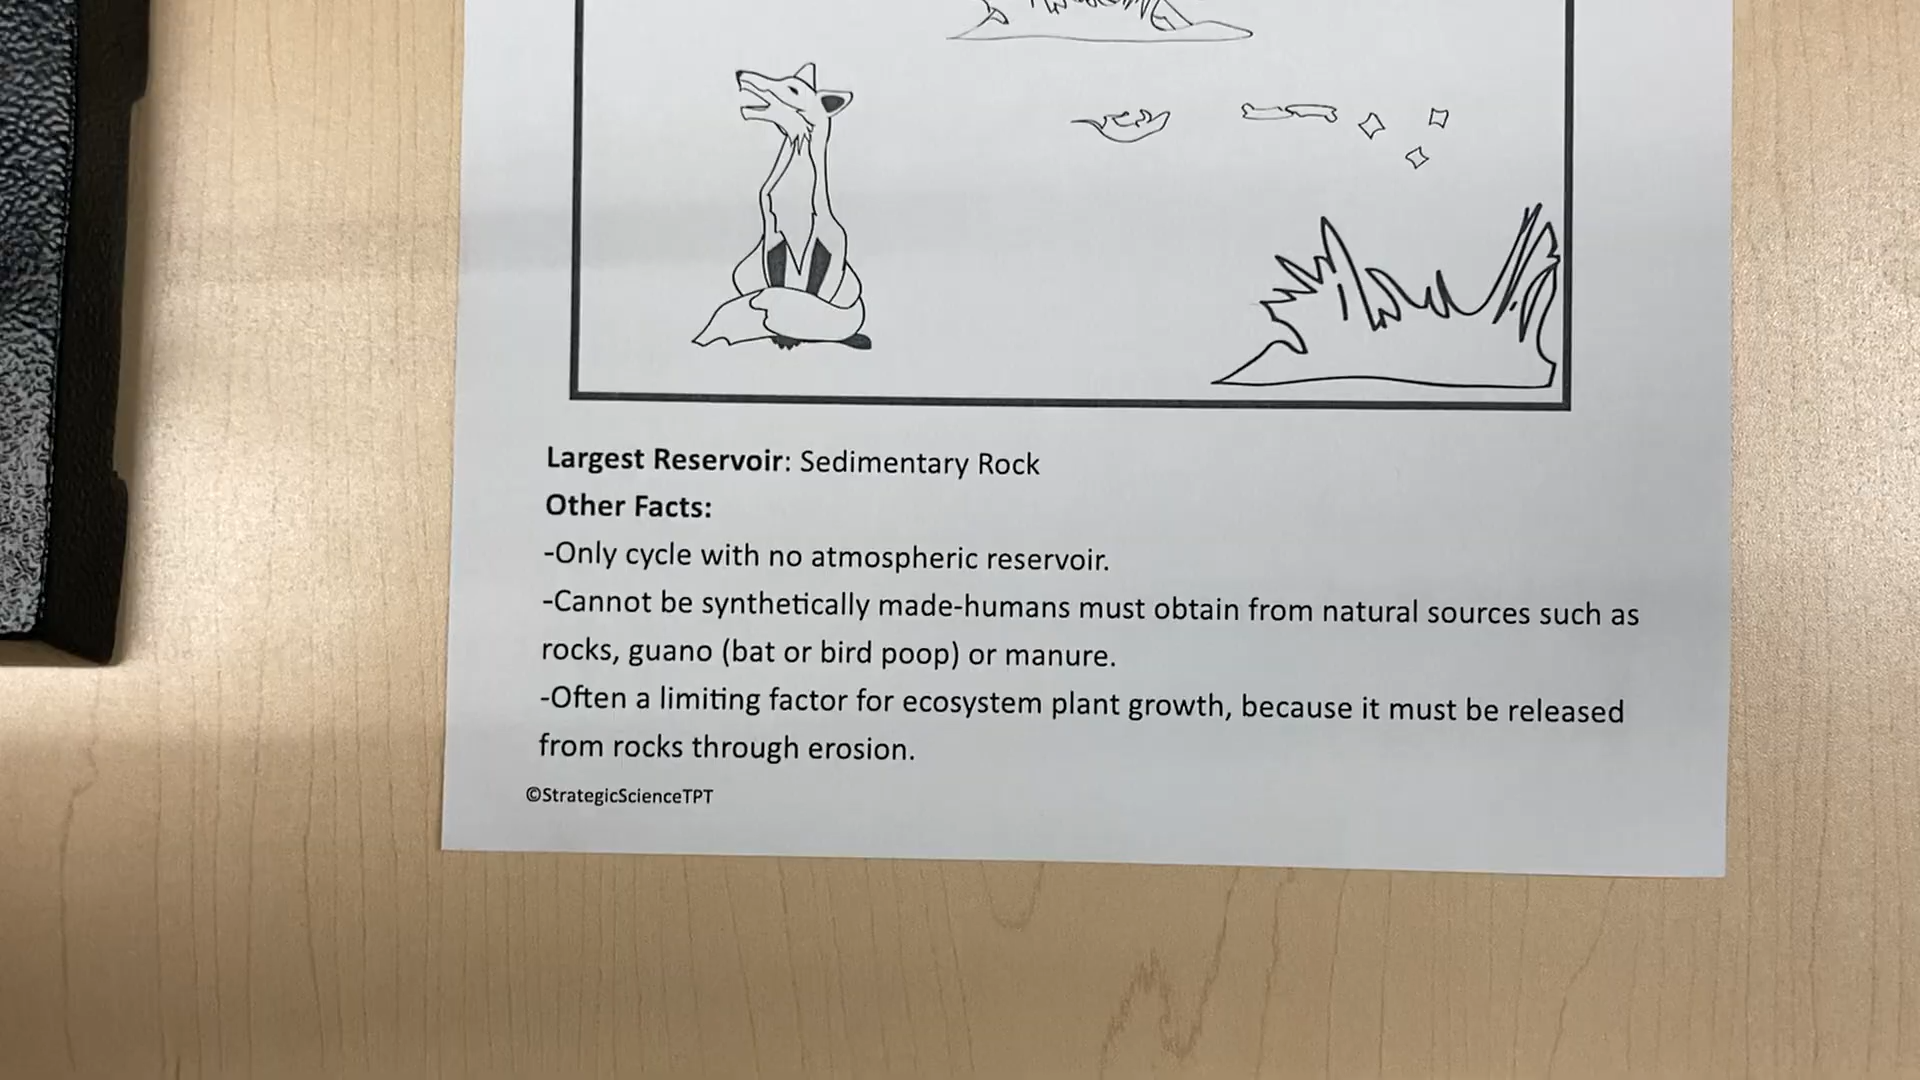 Largest Reservoir: Sedimentary Rock
Other Facts:
-Only cycle with no atmospheric reservoir.
-Cannot be synthetically made-humans must obtain from natural sources such as
rocks, guano (bat or bird poop) or manure.
-Often a limiting factor for ecosystem plant growth, because it must be released
from rocks through erosion.
©StrategicScienceTPT